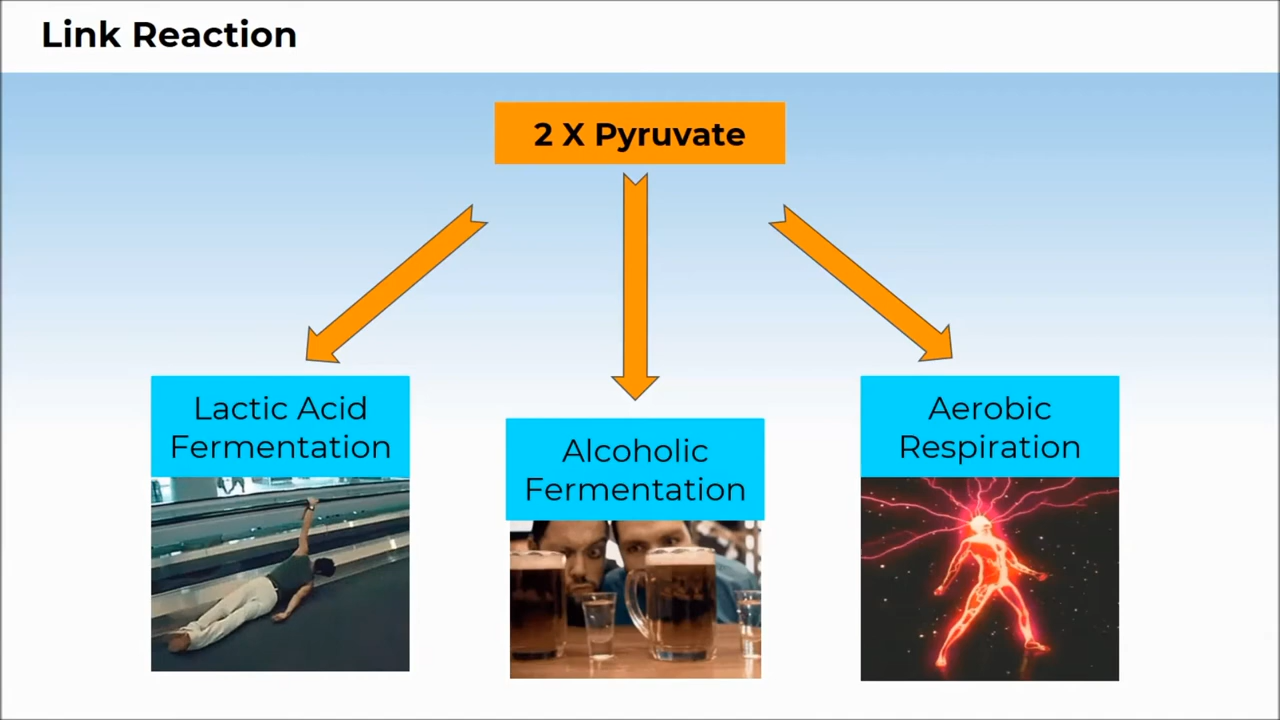 Link Reaction
2 X Pyruvate
Lactic Acid
Fermentation
Alcoholic
Fermentation
Aerobic
Respiration